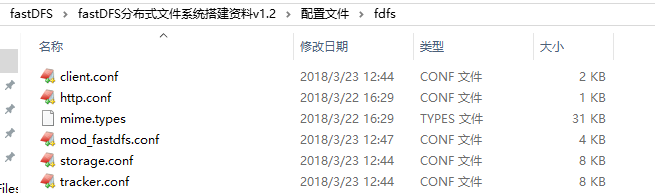 fastDFS > fastDFS分布式文件系统搭建资料v1.2 > 配置文件 > fdfs
名称 修改日期 类型 大小
client.conf 2018/3/23 12:44 CONF 文件 2 KB
http.conf 2018/3/22 16:29 CONF 文件 1 KB
mime.types 2018/3/22 16:29 TYPES 文件 31 KB
mod_fastdfs.conf 2018/3/23 12:47 CONF 文件 4 KB
storage.conf 2018/3/23 12:44 CONF 文件 8 KB
tracker.conf 2018/3/23 12:44 CONF 文件 8 KB
Files